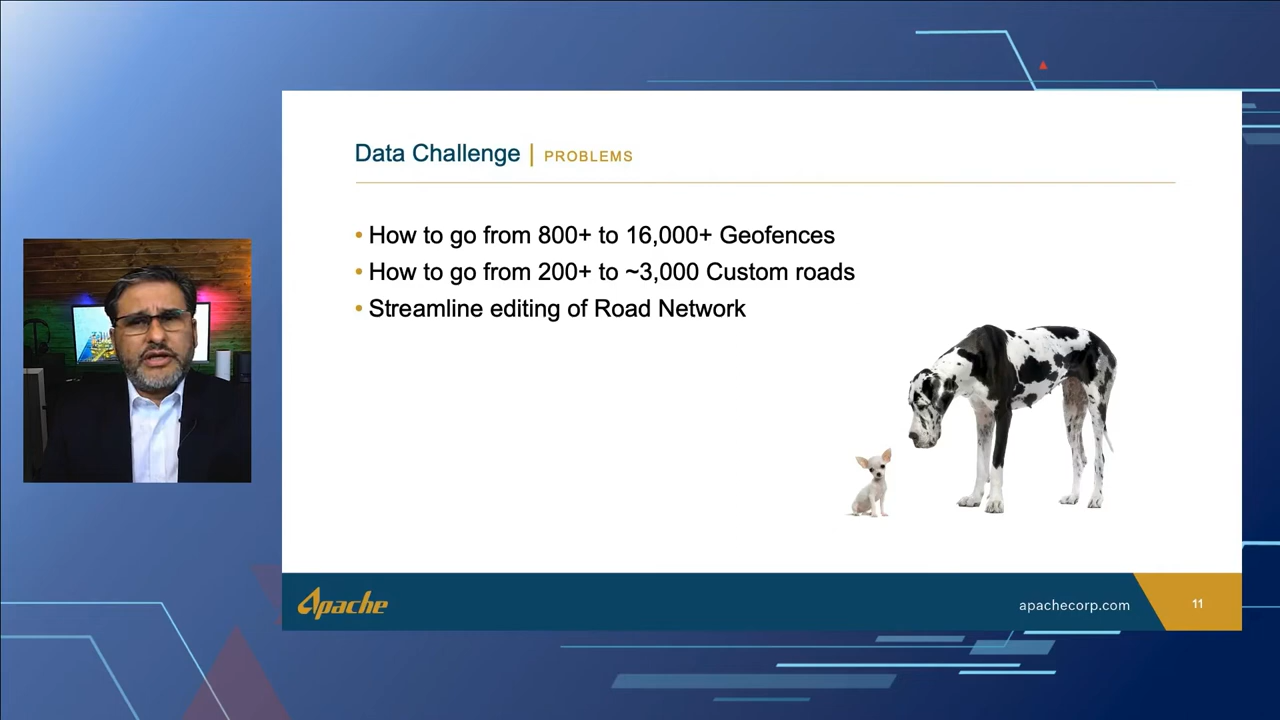 Data Challenge | PROBLEMS
• How to go from 800+ to 16,000+ Geofences
• How to go from 200+ to ~3,000 Custom roads
• Streamline editing of Road Network
Apache
apachecorp.com
11